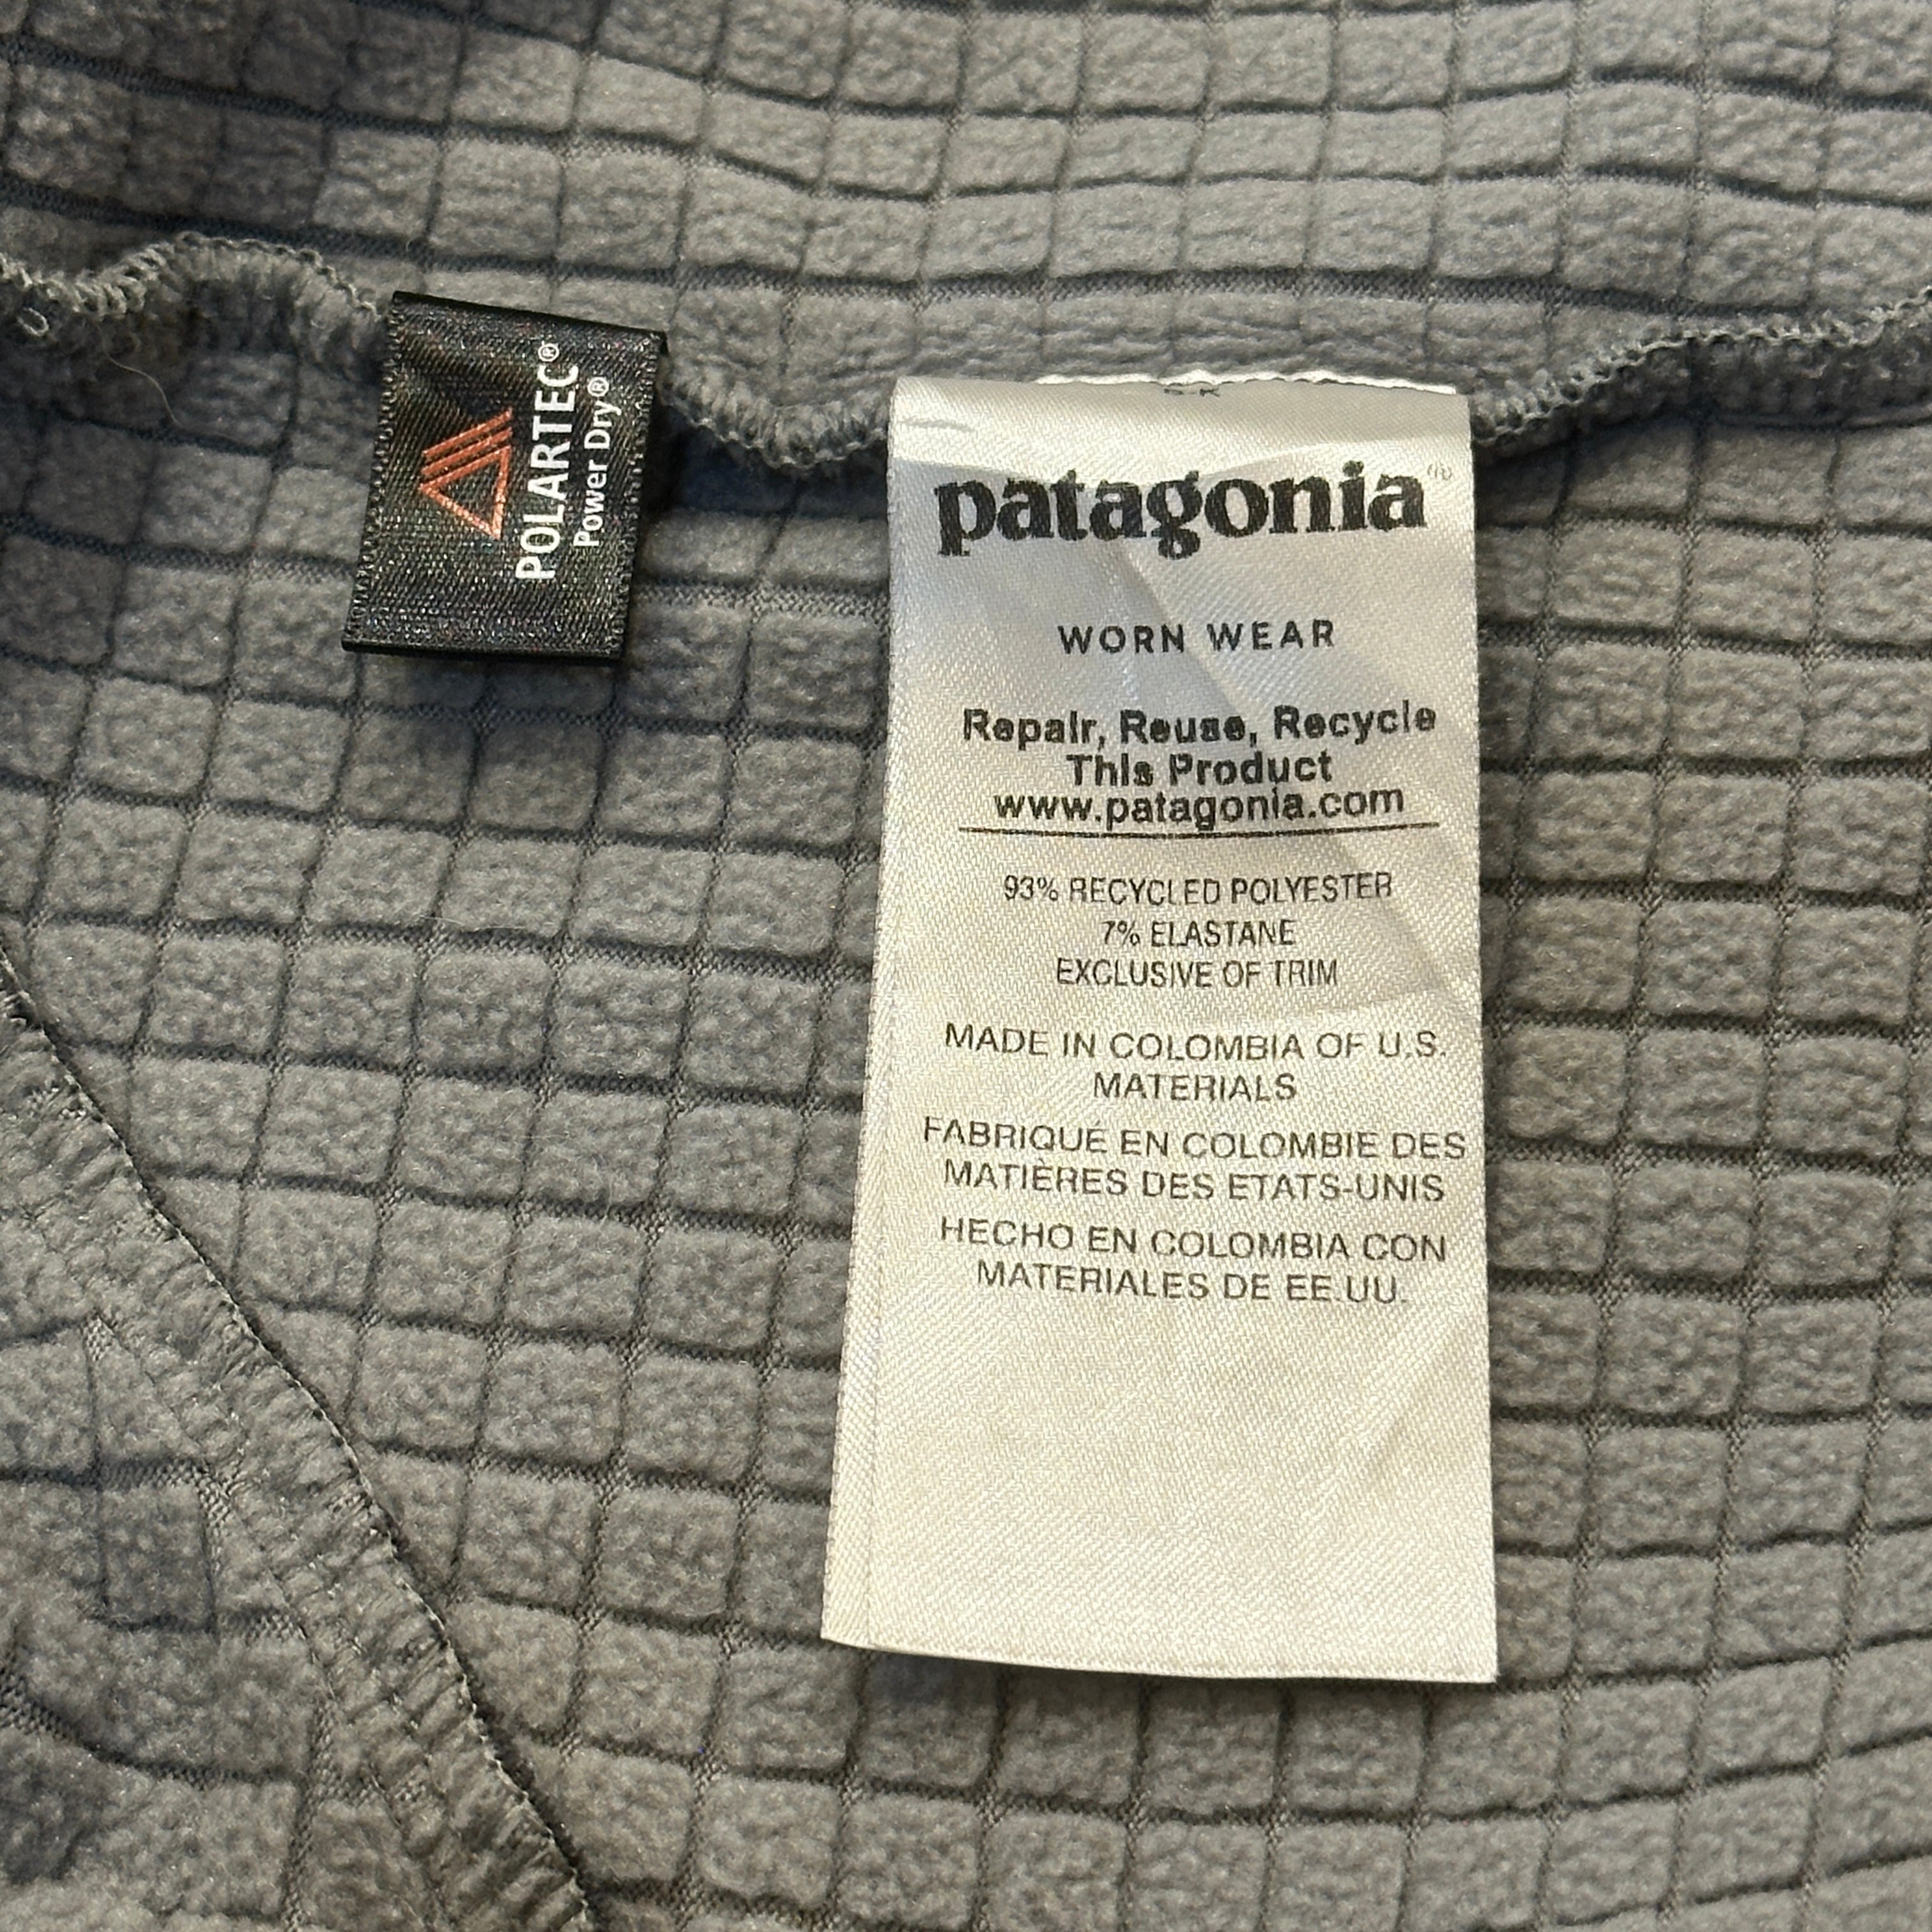 POLARTEC®
Power Dry®
patagonia®
WORN WEAR
Repair, Reuse, Recycle
This Product
www.patagonia.com
93% RECYCLED POLYESTER
7% ELASTANE
EXCLUSIVE OF TRIM
MADE IN COLOMBIA OF U.S.
MATERIALS
FABRIQUÉ EN COLOMBIE DES
MATIÈRES DES ETATS-UNIS
HECHO EN COLOMBIA CON
MATERIALES DE EE.UU.